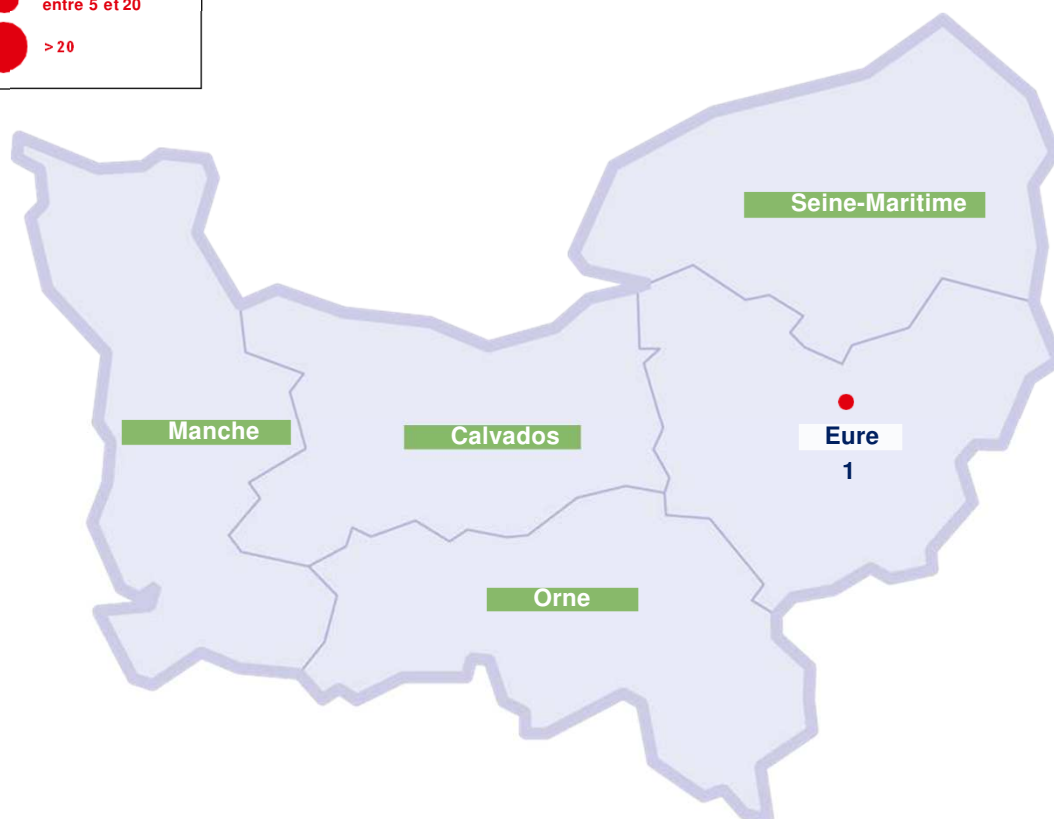 entre 5 et 20
> 20
Seine-Maritime
Manche
Calvados
Eure
1
Orne